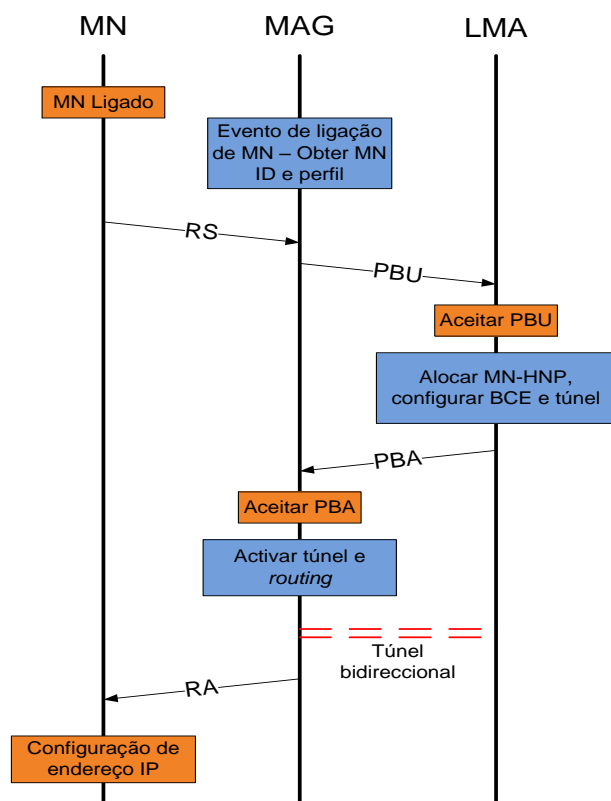 MN
MAG
LMA
MN Ligado
Evento de ligação
de MN – Obter MN
ID e perfil
RS
PBU
Aceitar PBU
Alocar MN-HNP,
configurar BCE e túnel
PBA
Aceitar PBA
Activar túnel e
routing
Túnel
bidireccional
RA
Configuração de
endereço IP